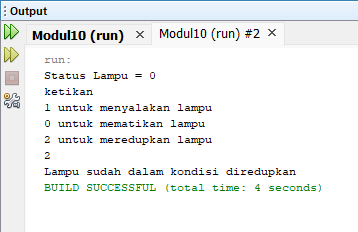 Output
Modul10 (run) × Modul10 (run) #2 ×
run:
Status Lampu = 0
ketikan
1 untuk menyalakan lampu
0 untuk mematikan lampu
2 untuk meredupkan lampu
2
Lampu sudah dalam kondisi diredupkan
BUILD SUCCESSFUL (total time: 4 seconds)